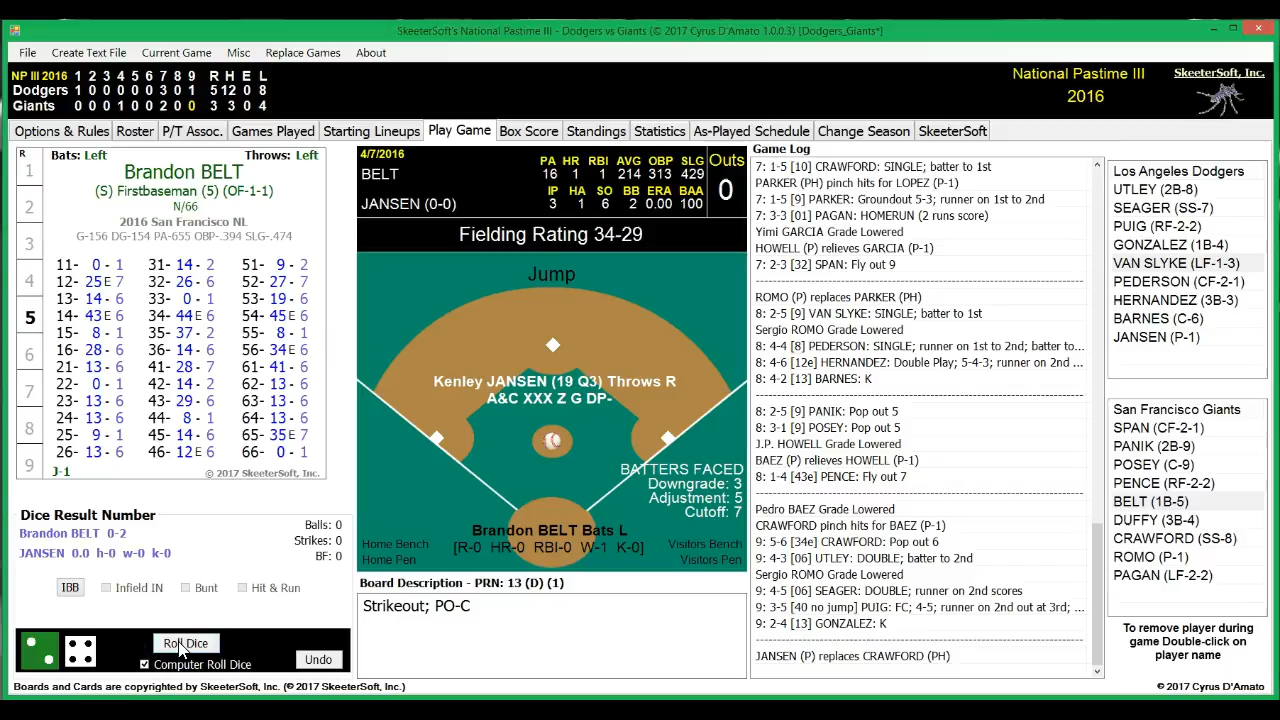 SkeeterSoft's National Pastime III - Dodgers vs Giants (© 2017 Cyrus D'Amato 1.0.0.3) [Dodgers_Giants*]
File Create Text File Current Game Misc Replace Games About
NP III 2016 1 2 3 4 5 6 7 8 9 R H E L
Dodgers 1 0 0 0 0 0 3 0 1 5 12 0 8
Giants 0 0 0 1 0 0 2 0 0 3 3 0 4
National Pastime III
2016
SkeeterSoft, Inc.
Options & Rules Roster P/T Assoc. Games Played Starting Lineups Play Game Box Score Standings Statistics As-Played Schedule Change Season SkeeterSoft
R
1
2
3
4
5
6
7
8
9
Bats: Left Throws: Left
Brandon BELT
(S) Firstbaseman (5) (OF-1-1)
N/66
2016 San Francisco NL
G-156 DG-154 PA-655 OBP-.394 SLG-.474
11- 0 - 1 31- 14 - 2 51- 9 - 2
12- 25 E 7 32- 26 - 6 52- 27 - 7
13- 14 - 6 33- 0 - 1 53- 19 - 6
14- 43 E 6 34- 44 E 6 54- 45 E 6
15- 8 - 1 35- 37 - 2 55- 8 - 1
16- 28 - 6 36- 14 - 6 56- 34 E 6
21- 13 - 6 41- 28 - 7 61- 41 - 6
22- 0 - 1 42- 14 - 2 62- 13 - 6
23- 13 - 6 43- 29 - 6 63- 13 - 6
24- 13 - 6 44- 8 - 1 64- 13 - 6
25- 9 - 1 45- 14 - 6 65- 35 E 7
26- 13 - 6 46- 12 E 6 66- 0 - 1
J-1 © 2017 SkeeterSoft, Inc.
Dice Result Number
Brandon BELT 0-2
JANSEN 0.0 h-0 w-0 k-0
Balls: 0
Strikes: 0
BF: 0
IBB Infield IN Bunt Hit & Run
Roll Dice
Computer Roll Dice
Undo
Boards and Cards are copyrighted by SkeeterSoft, Inc. (© 2017 SkeeterSoft, Inc.)
4/7/2016
PA HR RBI AVG OBP SLG
BELT 16 1 1 214 313 429
IP HA SO BB ERA BAA
JANSEN (0-0) 3 1 6 2 0.00 100
Outs
0
Fielding Rating 34-29
Jump
Kenley JANSEN (19 Q3) Throws R
A&C XXX Z G DP-
BATTERS FACED
Downgrade: 3
Adjustment: 5
Cutoff: 7
Brandon BELT Bats L
[R-0 HR-0 RBI-0 W-1 K-0]
Home Bench
Home Pen
Visitors Bench
Visitors Pen
Board Description - PRN: 13 (D) (1)
Strikeout; PO-C
Game Log
7: 1-5 [10] CRAWFORD: SINGLE; batter to 1st
PARKER (PH) pinch hits for LOPEZ (P-1)
7: 1-5 [9] PARKER: Groundout 5-3; runner on 1st to 2nd
7: 3-3 [01] PAGAN: HOMERUN (2 runs score)
Yimi GARCIA Grade Lowered
HOWELL (P) relieves GARCIA (P-1)
7: 2-3 [32] SPAN: Fly out 9
ROMO (P) replaces PARKER (PH)
8: 2-5 [9] VAN SLYKE: SINGLE; batter to 1st
Sergio ROMO Grade Lowered
8: 4-4 [8] PEDERSON: SINGLE; runner on 1st to 2nd; batter to...
8: 4-6 [12e] HERNANDEZ: Double Play; 5-4-3; runner on 2nd ...
8: 4-2 [13] BARNES: K
8: 2-5 [9] PANIK: Pop out 5
8: 3-1 [9] POSEY: Pop out 5
J.P. HOWELL Grade Lowered
BAEZ (P) relieves HOWELL (P-1)
8: 1-4 [43e] PENCE: Fly out 7
Pedro BAEZ Grade Lowered
CRAWFORD pinch hits for BAEZ (P-1)
9: 5-6 [34e] CRAWFORD: Pop out 6
9: 4-3 [06] UTLEY: DOUBLE; batter to 2nd
Sergio ROMO Grade Lowered
9: 4-5 [06] SEAGER: DOUBLE; runner on 2nd scores
9: 3-5 [40 no jump] PUIG: FC; 4-5; runner on 2nd out at 3rd; ...
9: 2-4 [13] GONZALEZ: K
JANSEN (P) replaces CRAWFORD (PH)
Los Angeles Dodgers
UTLEY (2B-8)
SEAGER (SS-7)
PUIG (RF-2-2)
GONZALEZ (1B-4)
VAN SLYKE (LF-1-3)
PEDERSON (CF-2-1)
HERNANDEZ (3B-3)
BARNES (C-6)
JANSEN (P-1)
San Francisco Giants
SPAN (CF-2-1)
PANIK (2B-9)
POSEY (C-9)
PENCE (RF-2-2)
BELT (1B-5)
DUFFY (3B-4)
CRAWFORD (SS-8)
ROMO (P-1)
PAGAN (LF-2-2)
To remove player during
game Double-click on
player name
© 2017 Cyrus D'Amato